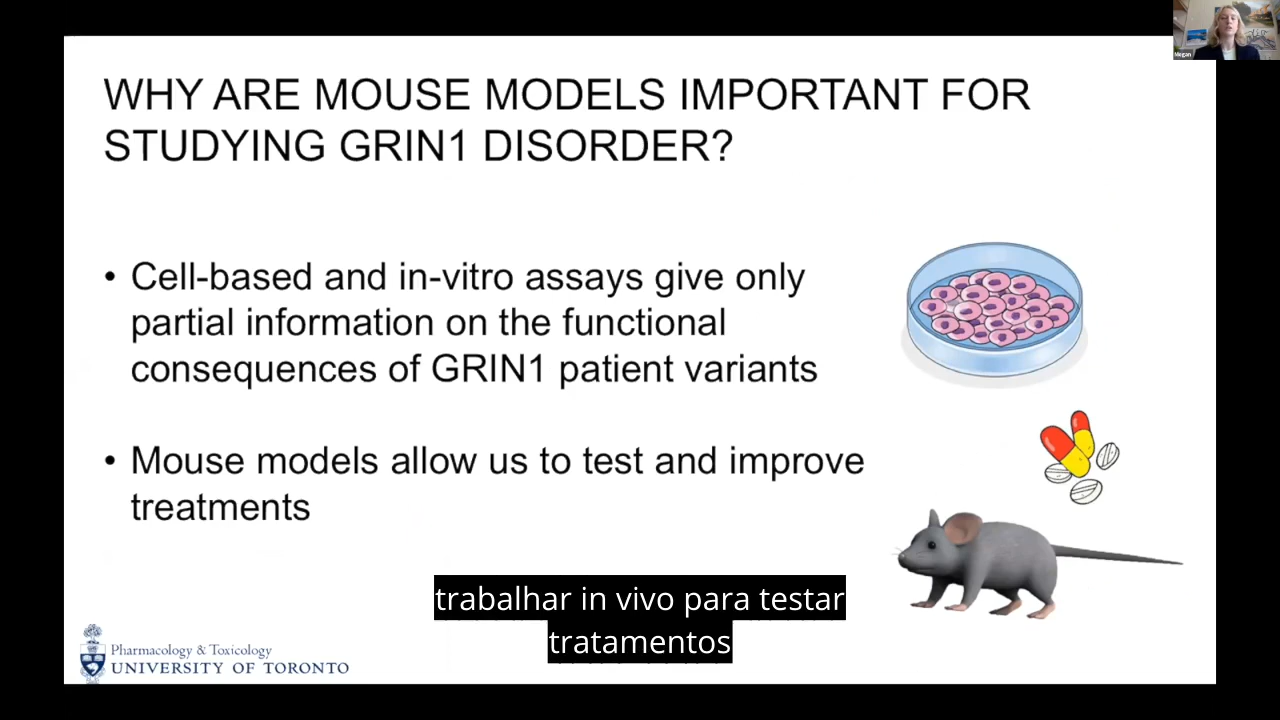 Megan
WHY ARE MOUSE MODELS IMPORTANT FOR
STUDYING GRIN1 DISORDER?
• Cell-based and in-vitro assays give only
partial information on the functional
consequences of GRIN1 patient variants
• Mouse models allow us to test and improve
treatments
trabalhar in vivo para testar
tratamentos
Pharmacology & Toxicology
UNIVERSITY OF TORONTO